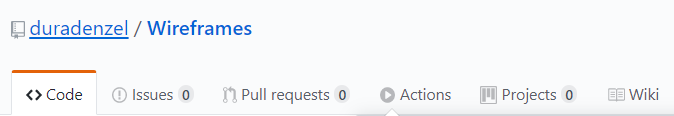 duradenzel / Wireframes
Code Issues 0 Pull requests 0 Actions Projects 0 Wiki